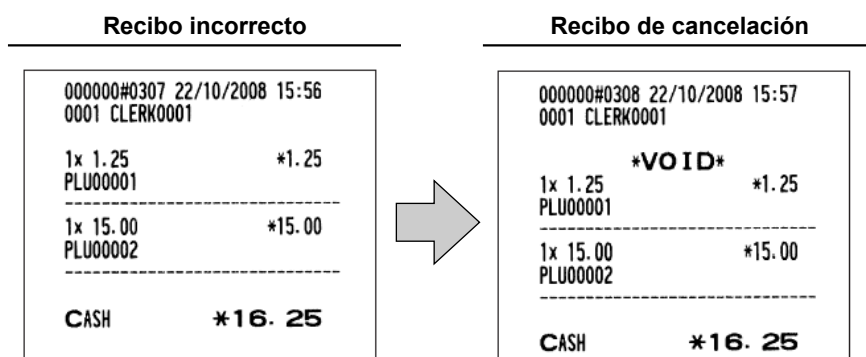 Recibo incorrecto
000000#0307 22/10/2008 15:56
0001 CLERK0001
1x 1.25 *1.25
PLU00001
1x 15.00 *15.00
PLU00002
CASH *16.25
Recibo de cancelación
000000#0308 22/10/2008 15:57
0001 CLERK0001
*VOID*
1x 1.25 *1.25
PLU00001
1x 15.00 *15.00
PLU00002
CASH *16.25